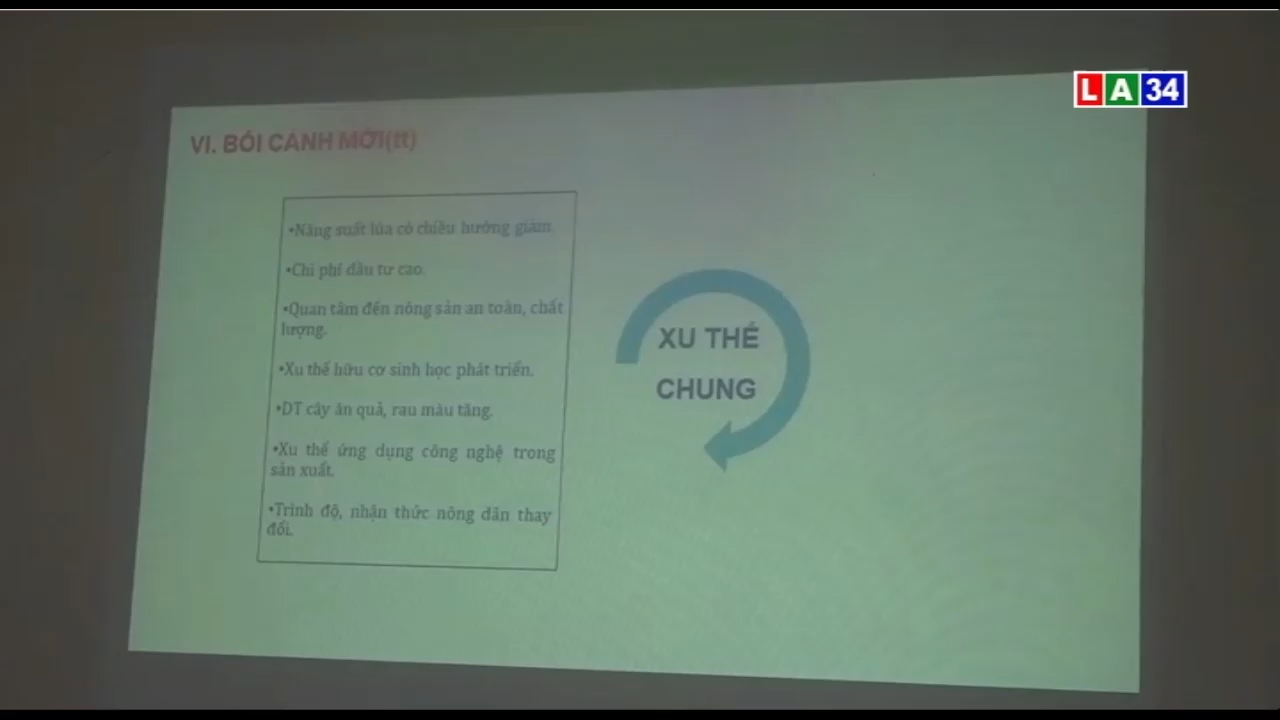 LA34
VI. BỐI CẢNH MỚI(tt)
•Năng suất lúa có chiều hướng giảm.
•Chi phí đầu tư cao.
•Quan tâm đến nông sản an toàn, chất
lượng.
•Xu thế hữu cơ sinh học phát triển.
•DT cây ăn quả, rau màu tăng.
•Xu thế ứng dụng công nghệ trong
sản xuất.
•Trình độ, nhận thức nông dân thay
đổi.
XU THẾ
CHUNG